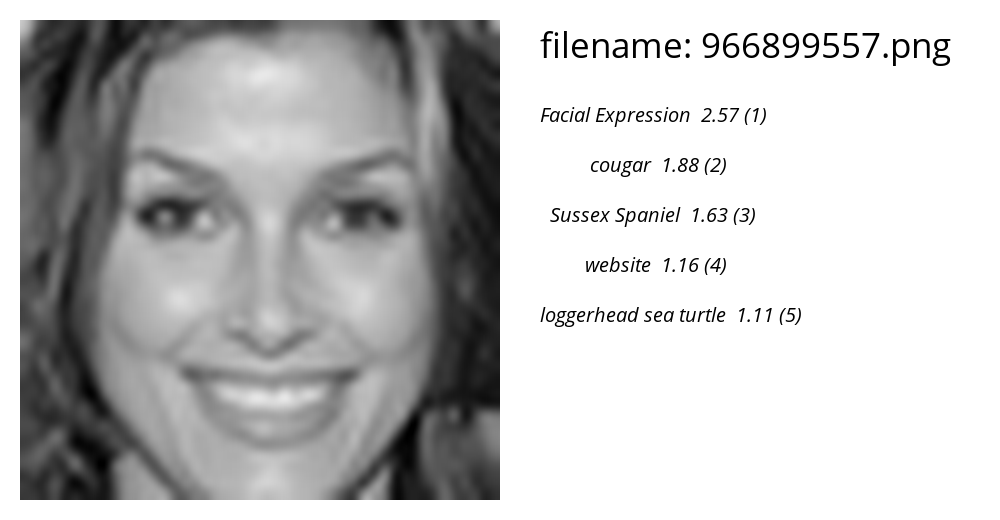 filename: 966899557.png
Facial Expression 2.57 (1)
cougar 1.88 (2)
Sussex Spaniel 1.63 (3)
website 1.16 (4)
loggerhead sea turtle 1.11 (5)